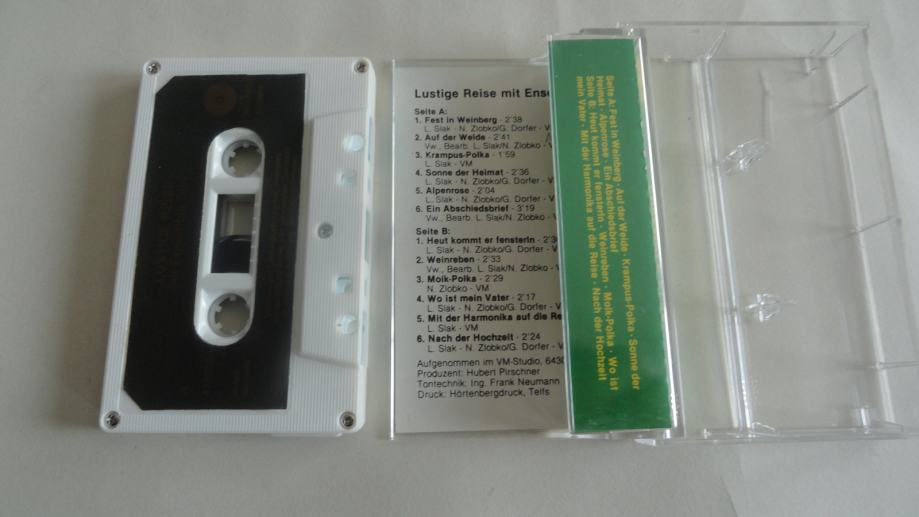 Lustige Reise mit Ens
Seite A:
1. Fest in Weinberg - 2'38
L. Slak - N. Zlobko/G. Dorfer - V
2. Auf der Weide - 2'41
Vw., Bearb. L. Slak/N. Zlobko - V
3. Krampus-Polka - 1'59
L. Slak - VM
4. Sonne der Heimat - 2'36
L. Slak - N. Zlobko/G. Dorfer - V
5. Alpenrose - 2'04
L. Slak - N. Zlobko/G. Dorfer - V
6. Ein Abschiedsbrief - 3'19
Vw., Bearb. L. Slak/N. Zlobko -
Seite B:
1. Heut kommt er fensterln - 2'3
L. Slak - N. Zlobko/G. Dorfer - V
2. Weinreben - 2'33
Vw., Bearb. L. Slak/N. Zlobko -
3. Moik-Polka - 2'29
N. Zlobko - VM
4. Wo ist mein Vater - 2'17
L. Slak - N. Zlobko/G. Dorfer - V
5. Mit der Harmonika auf die Re
L. Slak - VM
6. Nach der Hochzeit - 2'24
L. Slak - N. Zlobko/G. Dorfer - V
Aufgenommen im VM-Studio, 6430
Produzent: Hubert Pirschner
Tontechnik: Ing. Frank Neumann
Druck: Hörtenbergdruck, Telfs
Seite A: Fest in Weinberg · Auf der Weide · Krampus-Polka · Sonne der
Heimat · Alpenrose · Ein Abschiedsbrief
Seite B: Heut kommt er fensterln · Weinreben · Moik-Polka · Wo ist
mein Vater · Mit der Harmonika auf die Reise · Nach der Hochzeit